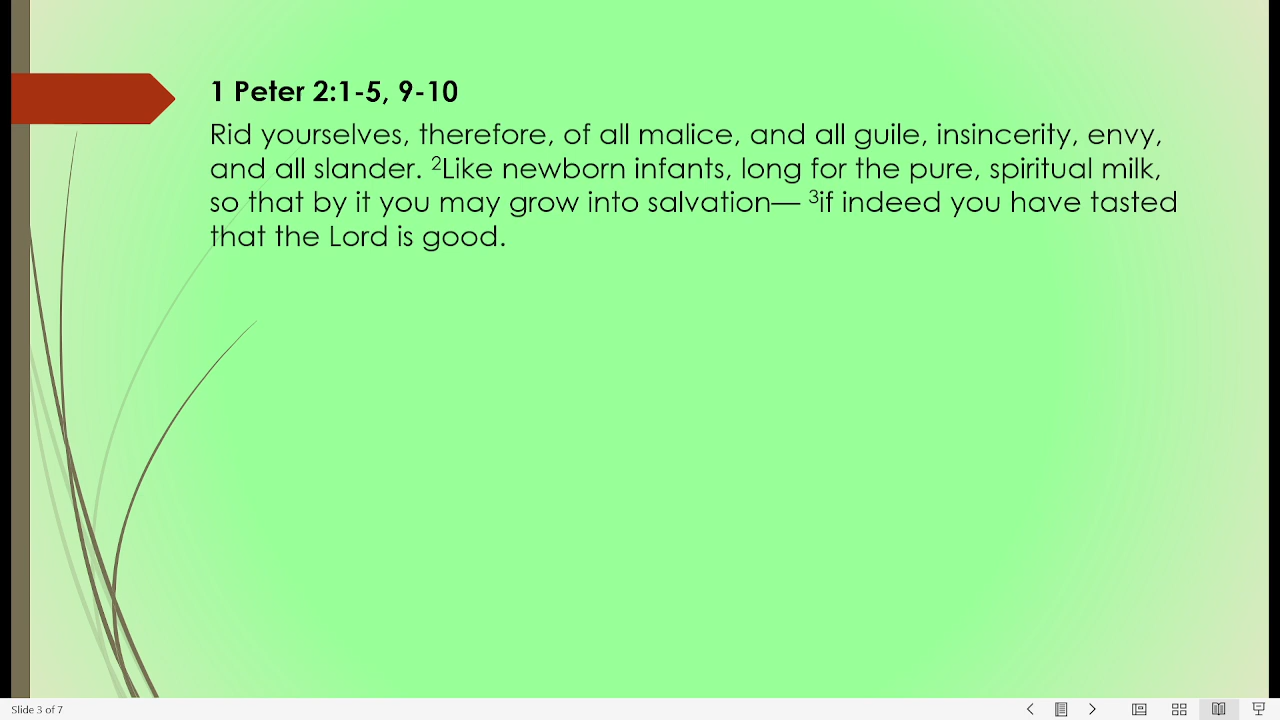 1 Peter 2:1-5, 9-10
Rid yourselves, therefore, of all malice, and all guile, insincerity, envy,
and all slander. ²Like newborn infants, long for the pure, spiritual milk,
so that by it you may grow into salvation— ³if indeed you have tasted
that the Lord is good.
Slide 3 of 7